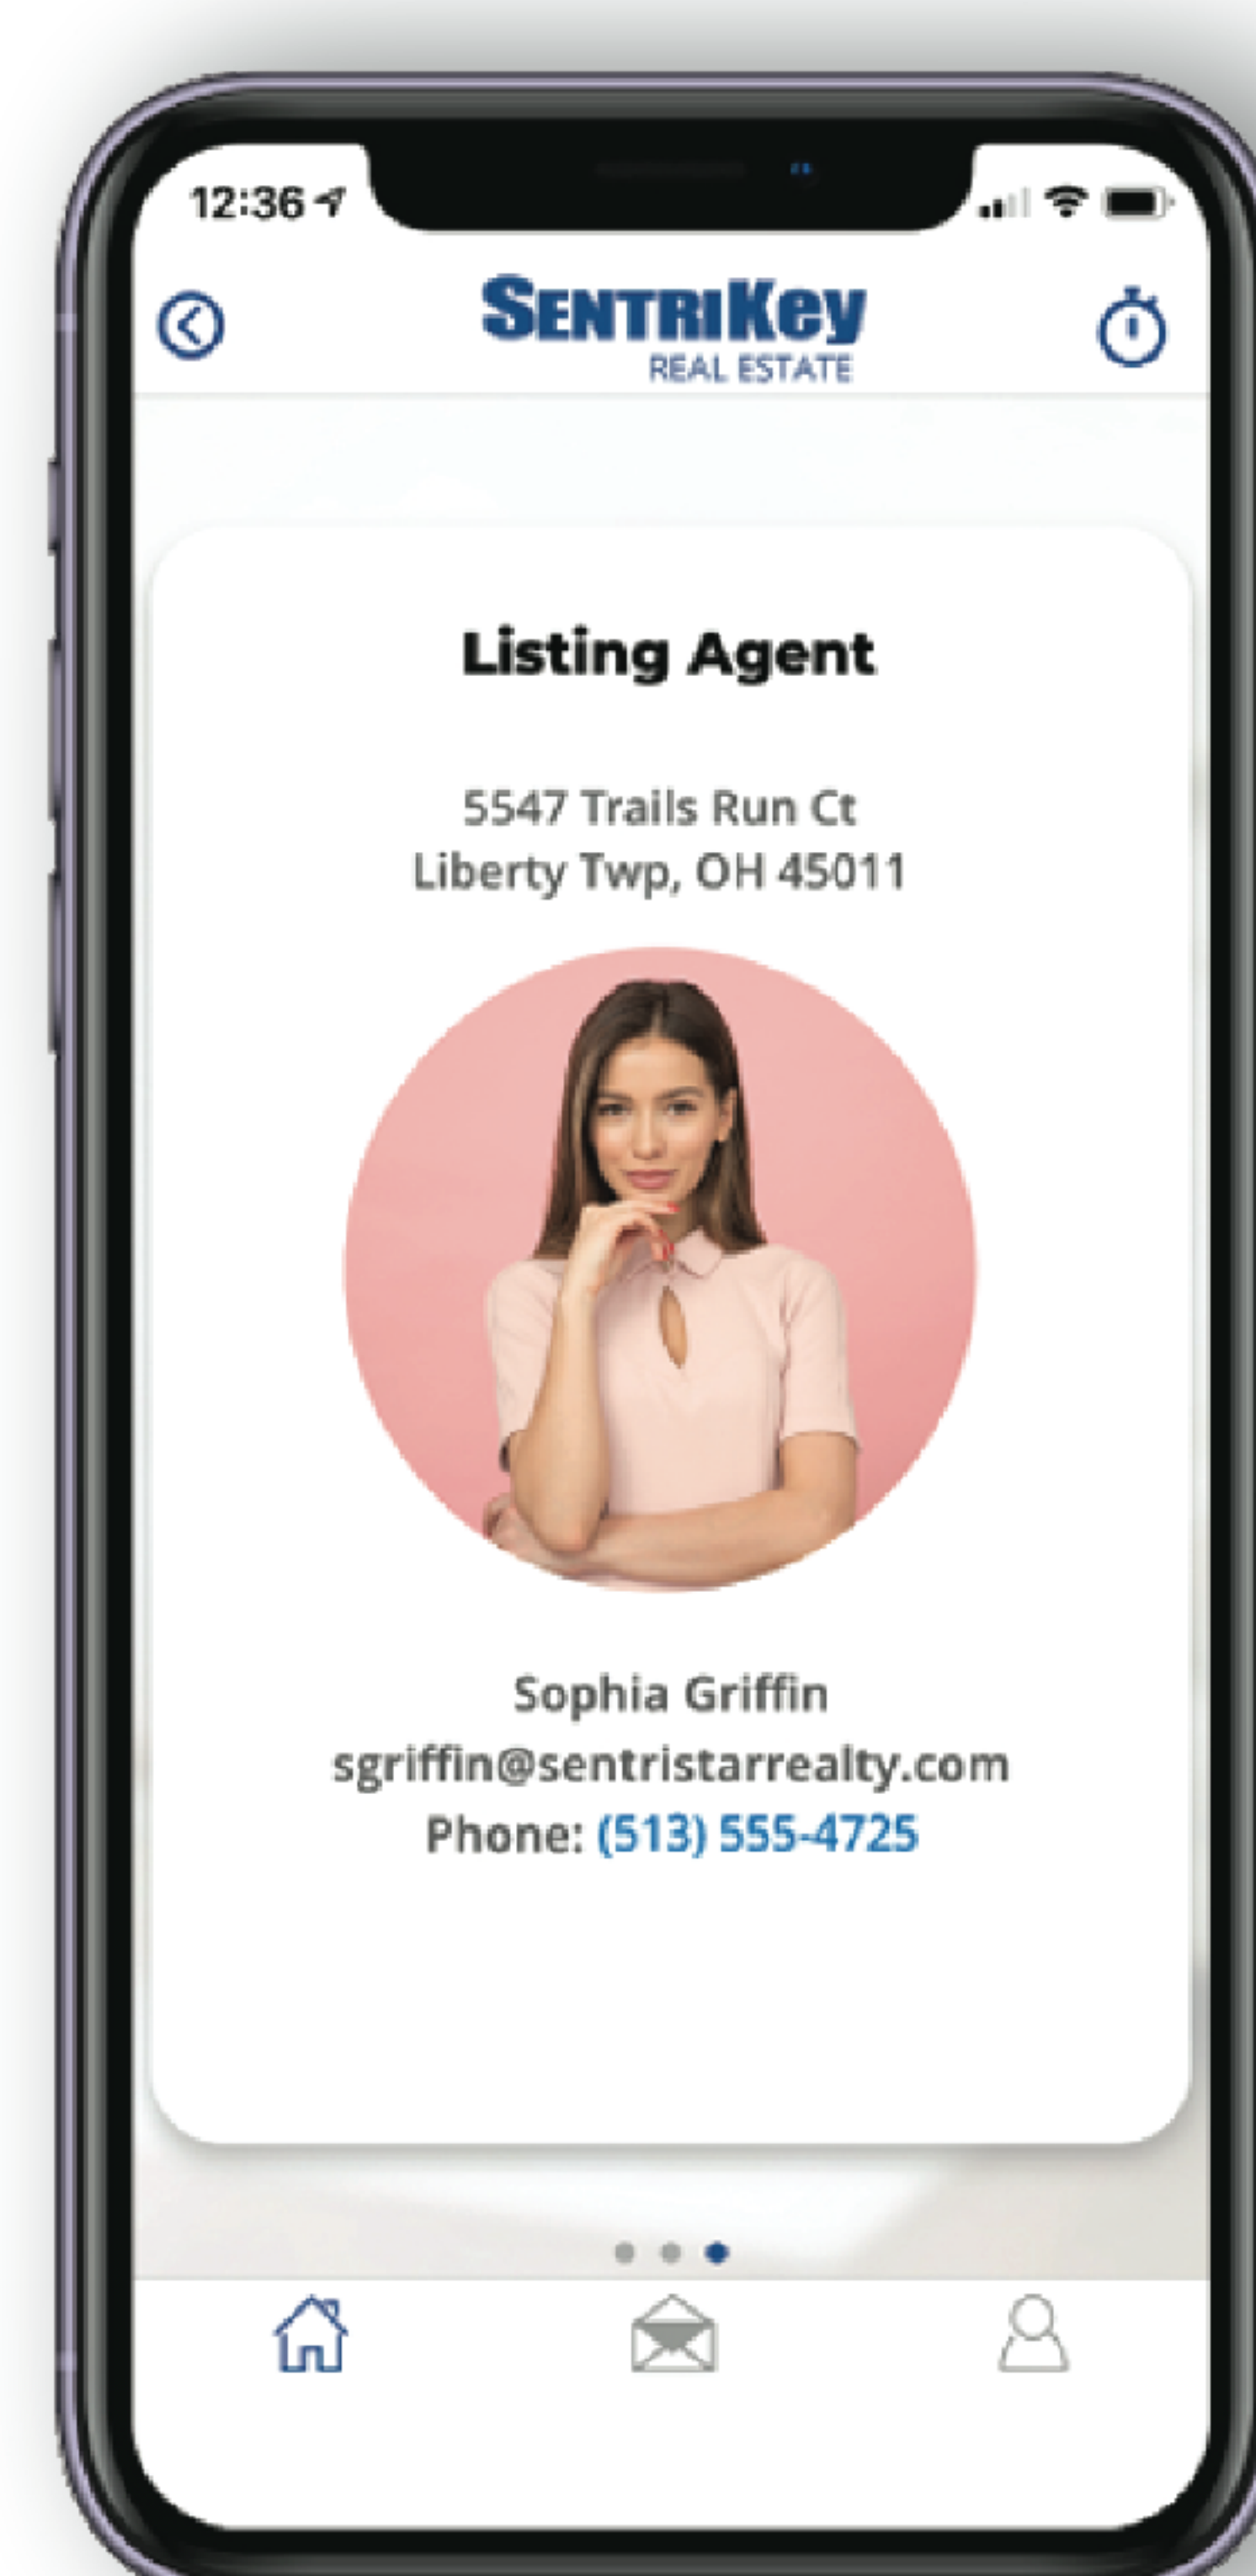 12:36
SentriKey
REAL ESTATE
Listing Agent
5547 Trails Run Ct
Liberty Twp, OH 45011
Sophia Griffin
sgriffin@sentristarrealty.com
Phone: (513) 555-4725